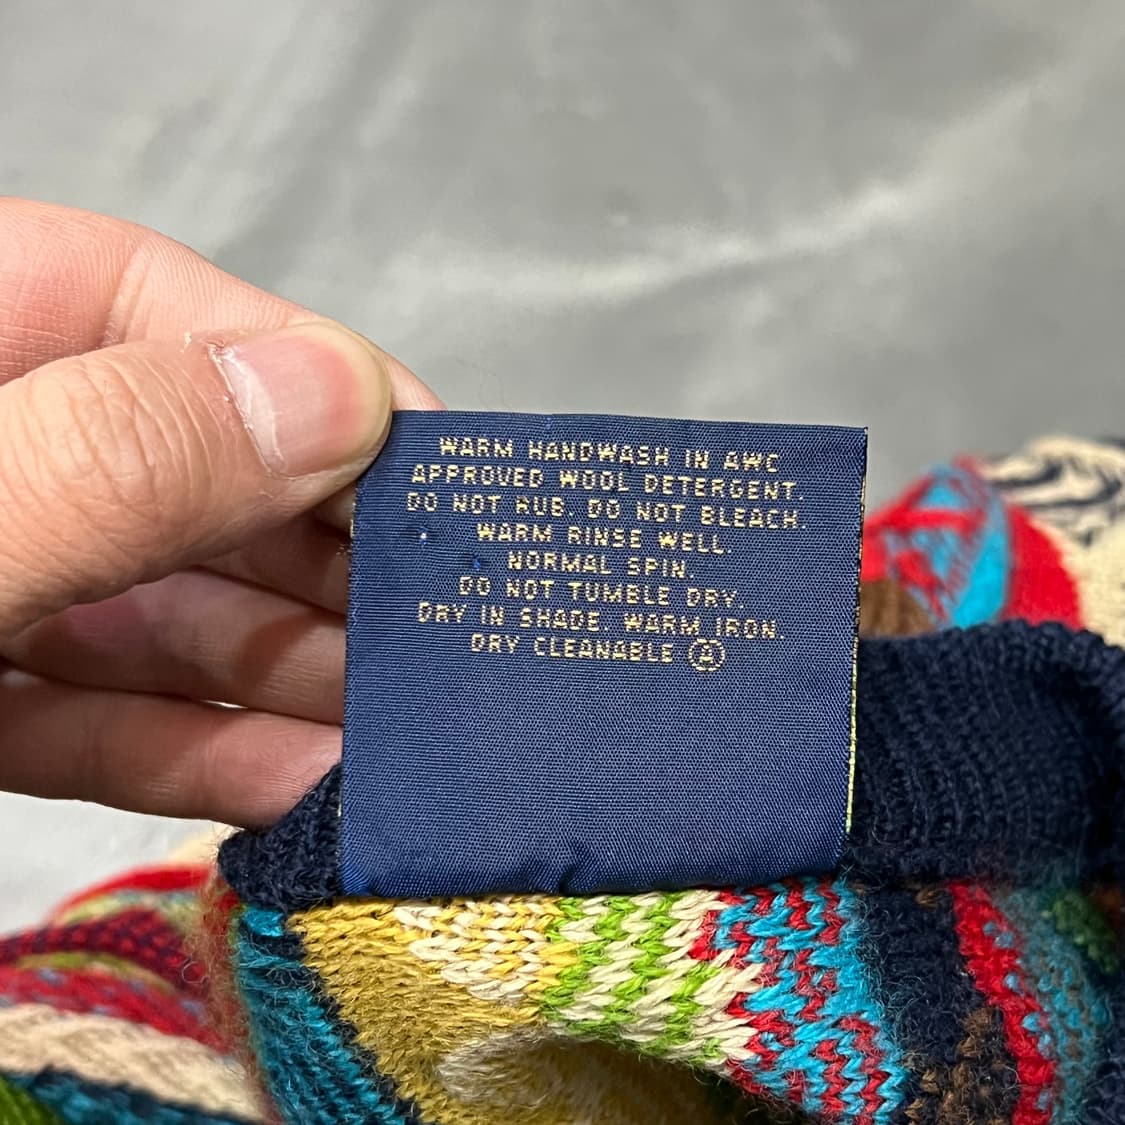 WARM HANDWASH IN AWC
APPROVED WOOL DETERGENT.
DO NOT RUB. DO NOT BLEACH.
WARM RINSE WELL.
NORMAL SPIN.
DO NOT TUMBLE DRY.
DRY IN SHADE. WARM IRON.
DRY CLEANABLE Ⓐ